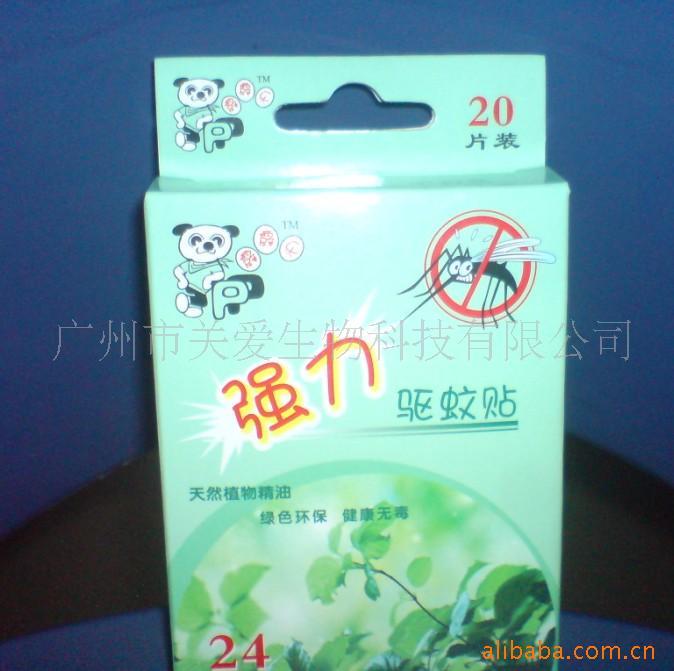 TM
20
片装
P
TM
P
广州市关爱生物科技有限公司
强力
驱蚊贴
天然植物精油
绿色环保 健康无毒
24
alibaba.com.cn